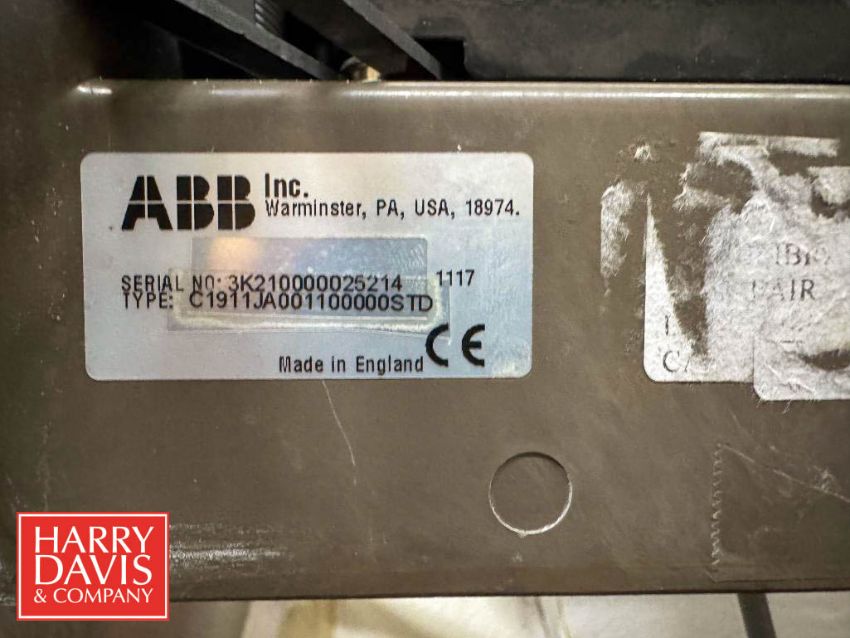 ABB Inc.
Warminster, PA, USA, 18974.
SERIAL NO: 3K210000025214 1117
TYPE: C1911JA001100000STD
Made in England CE
PAIR
HARRY
DAVIS
& COMPANY